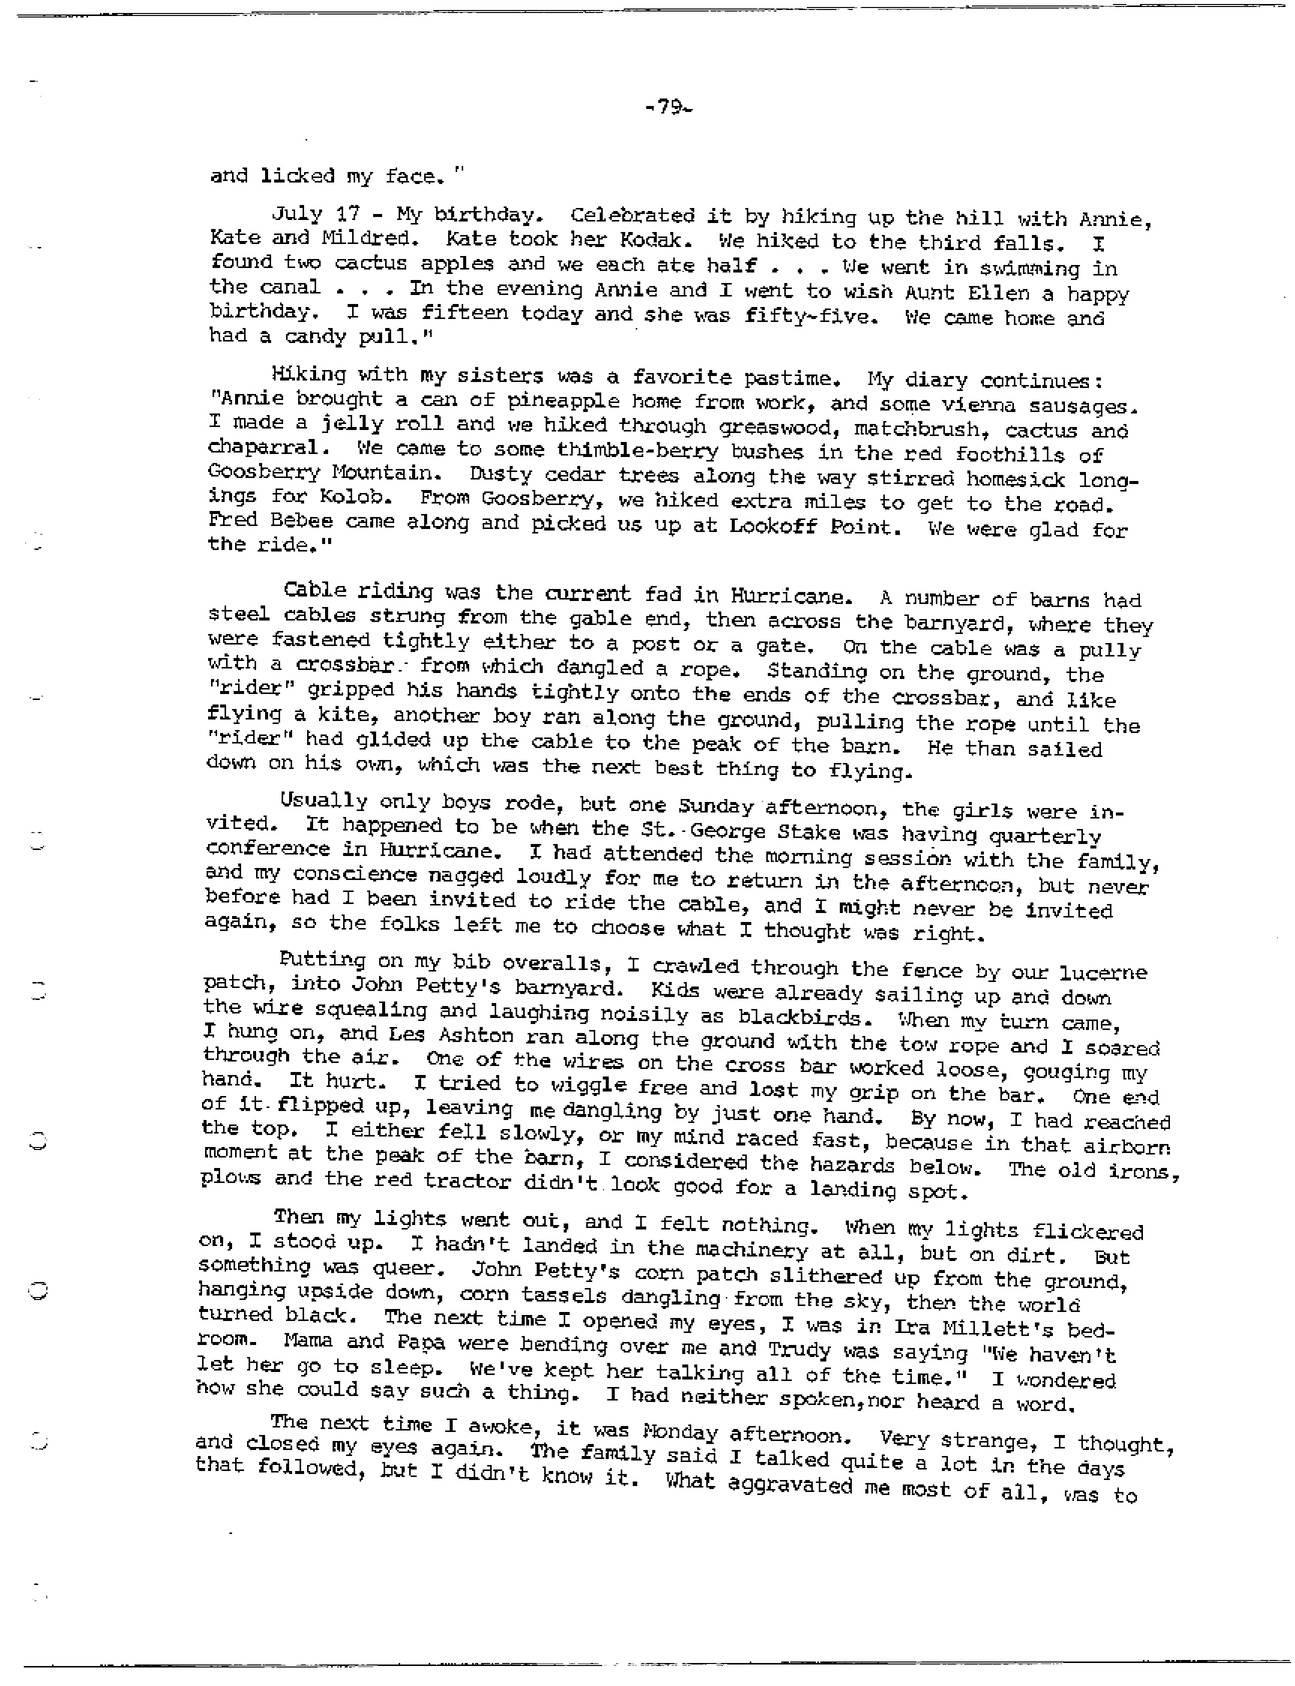 -79-
and licked my face."
July 17 - My birthday. Celebrated it by hiking up the hill with Annie,
Kate and Mildred. Kate took her Kodak. We hiked to the third falls. I
found two cactus apples and we each ate half . . . We went in swimming in
the canal . . . In the evening Annie and I went to wish Aunt Ellen a happy
birthday. I was fifteen today and she was fifty-five. We came home and
had a candy pull."
Hiking with my sisters was a favorite pastime. My diary continues:
"Annie brought a can of pineapple home from work, and some vienna sausages.
I made a jelly roll and we hiked through greaswood, matchbrush, cactus and
chaparral. We came to some thimble-berry bushes in the red foothills of
Goosberry Mountain. Dusty cedar trees along the way stirred homesick long-
ings for Kolob. From Goosberry, we hiked extra miles to get to the road.
Fred Bebee came along and picked us up at Lookoff Point. We were glad for
the ride."
Cable riding was the current fad in Hurricane. A number of barns had
steel cables strung from the gable end, then across the barnyard, where they
were fastened tightly either to a post or a gate. On the cable was a pully
with a crossbar from which dangled a rope. Standing on the ground, the
"rider" gripped his hands tightly onto the ends of the crossbar, and like
flying a kite, another boy ran along the ground, pulling the rope until the
"rider" had glided up the cable to the peak of the barn. He than sailed
down on his own, which was the next best thing to flying.
Usually only boys rode, but one Sunday afternoon, the girls were in-
vited. It happened to be when the St. George Stake was having quarterly
conference in Hurricane. I had attended the morning session with the family,
and my conscience nagged loudly for me to return in the afternoon, but never
before had I been invited to ride the cable, and I might never be invited
again, so the folks left me to choose what I thought was right.
Putting on my bib overalls, I crawled through the fence by our lucerne
patch, into John Petty's barnyard. Kids were already sailing up and down
the wire squealing and laughing noisily as blackbirds. When my turn came,
I hung on, and Les Ashton ran along the ground with the tow rope and I soared
through the air. One of the wires on the cross bar worked loose, gouging my
hand. It hurt. I tried to wiggle free and lost my grip on the bar. One end
of it flipped up, leaving me dangling by just one hand. By now, I had reached
the top. I either fell slowly, or my mind raced fast, because in that airborn
moment at the peak of the barn, I considered the hazards below. The old irons,
plows and the red tractor didn't look good for a landing spot.
Then my lights went out, and I felt nothing. When my lights flickered
on, I stood up. I hadn't landed in the machinery at all, but on dirt. But
something was queer. John Petty's corn patch slithered up from the ground,
hanging upside down, corn tassels dangling from the sky, then the world
turned black. The next time I opened my eyes, I was in Ira Millett's bed-
room. Mama and Papa were bending over me and Trudy was saying "We haven't
let her go to sleep. We've kept her talking all of the time." I wondered
how she could say such a thing. I had neither spoken,nor heard a word.
The next time I awoke, it was Monday afternoon. Very strange, I thought,
and closed my eyes again. The family said I talked quite a lot in the days
that followed, but I didn't know it. What aggravated me most of all, was to